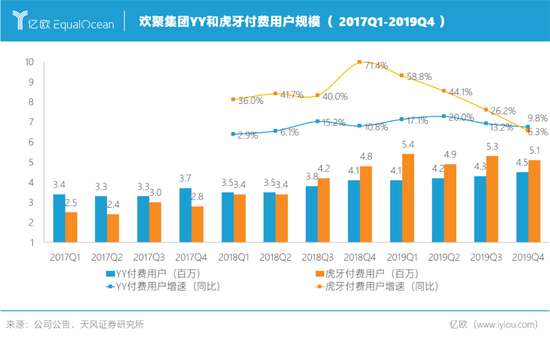 亿欧 EqualOcean
欢聚集团YY和虎牙付费用户规模（ 2017Q1-2019Q4 ）
10
9
8
7
6
5
4
3
2
1
36.0% 41.7% 40.0% 71.4% 58.8% 44.1% 26.2% 6.3%
2.9% 6.1% 15.2% 10.8% 17.1% 20.0% 13.2% 9.8%
3.4 2.5 3.3 2.4 3.3 3.0 3.7 2.8 3.5 3.4 3.5 3.4 3.8 4.2 4.1 4.8 4.1 5.4 4.2 4.9 4.3 5.3 4.5 5.1
2017Q1 2017Q2 2017Q3 2017Q4 2018Q1 2018Q2 2018Q3 2018Q4 2019Q1 2019Q2 2019Q3 2019Q4
YY付费用户（百万） 虎牙付费用户（百万）
YY付费用户增速（同比） 虎牙付费用户增速（同比）
来源：公司公告，天风证券研究所 亿欧（www.iyiou.com）